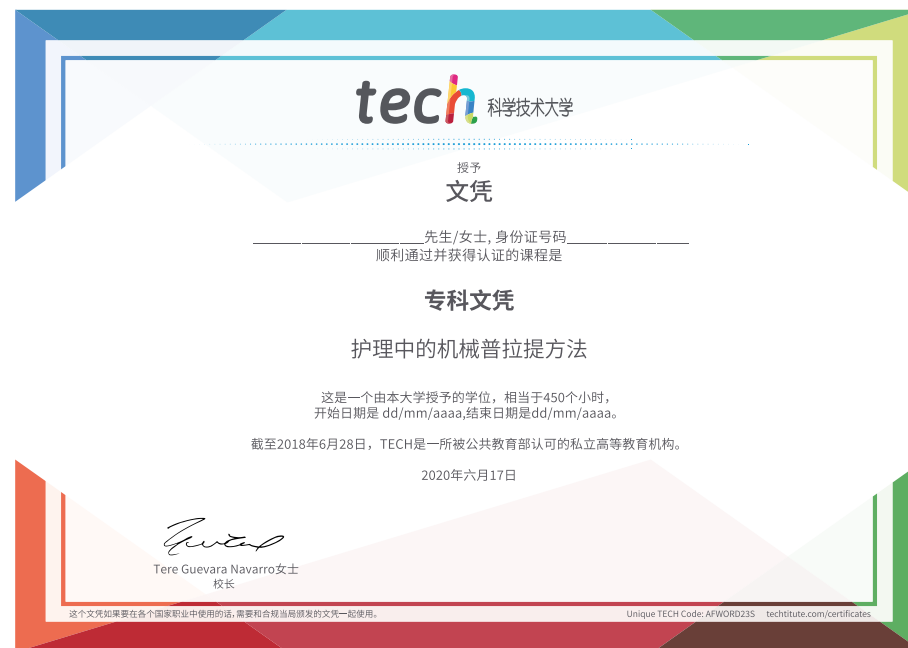 tech 科学技术大学
授予
文凭
先生/女士, 身份证号码
顺利通过并获得认证的课程是
专科文凭
护理中的机械普拉提方法
这是一个由本大学授予的学位，相当于450个小时，
开始日期是 dd/mm/aaaa,结束日期是dd/mm/aaaa。
截至2018年6月28日，TECH是一所被公共教育部认可的私立高等教育机构。
2020年六月17日
Tere Guevara Navarro女士
校长
这个文凭如果要在各个国家职业中使用的话,需要和合规当局颁发的文凭一起使用。
Unique TECH Code: AFWORD23S techtitute.com/certificates